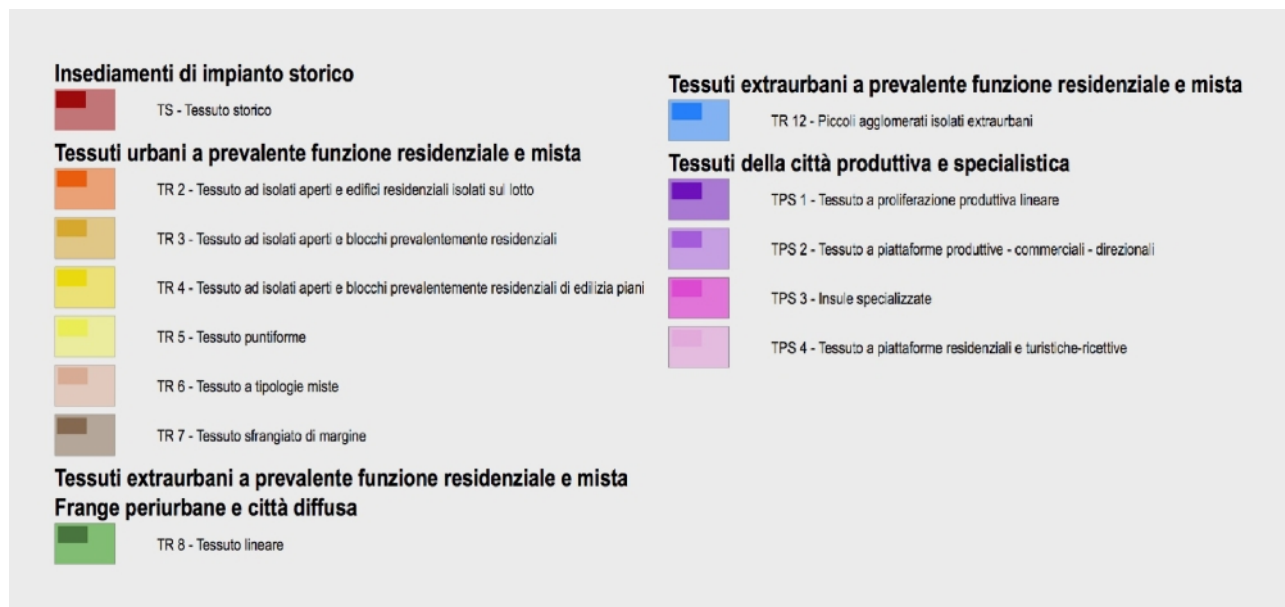 Insediamenti di impianto storico
TS - Tessuto storico
Tessuti urbani a prevalente funzione residenziale e mista
TR 2 - Tessuto ad isolati aperti e edifici residenziali isolati sul lotto
TR 3 - Tessuto ad isolati aperti e blocchi prevalentemente residenziali
TR 4 - Tessuto ad isolati aperti e blocchi prevalentemente residenziali di edilizia piani
TR 5 - Tessuto puntiforme
TR 6 - Tessuto a tipologie miste
TR 7 - Tessuto sfrangiato di margine
Tessuti extraurbani a prevalente funzione residenziale e mista
Frange periurbane e città diffusa
TR 8 - Tessuto lineare
Tessuti extraurbani a prevalente funzione residenziale e mista
TR 12 - Piccoli agglomerati isolati extraurbani
Tessuti della città produttiva e specialistica
TPS 1 - Tessuto a proliferazione produttiva lineare
TPS 2 - Tessuto a piattaforme produttive - commerciali - direzionali
TPS 3 - Insule specializzate
TPS 4 - Tessuto a piattaforme residenziali e turistiche-ricettive